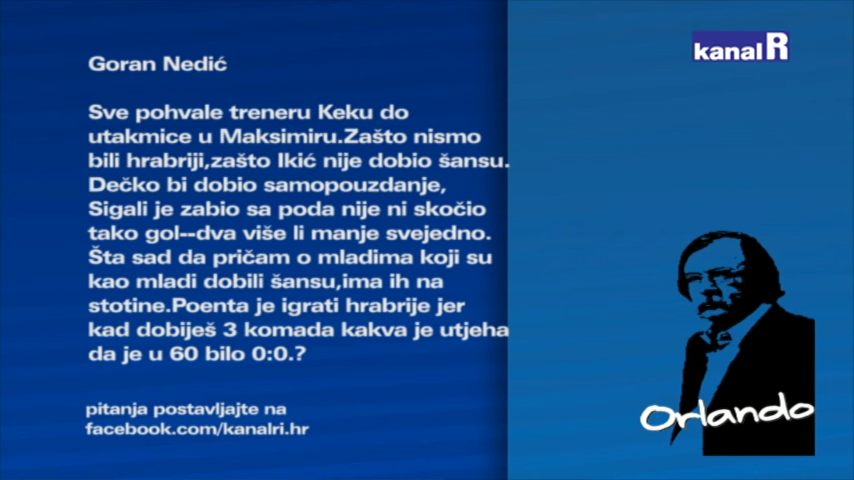 kanal R
Goran Nedić
Sve pohvale treneru Keku do
utakmice u Maksimiru.Zašto nismo
bili hrabriji,zašto Ikić nije dobio šansu.
Dečko bi dobio samopouzdanje,
Sigali je zabio sa poda nije ni skočio
tako gol--dva više li manje svejedno.
Šta sad da pričam o mladima koji su
kao mladi dobili šansu,ima ih na
stotine.Poenta je igrati hrabrije jer
kad dobiješ 3 komada kakva je utjeha
da je u 60 bilo 0:0.?
pitanja postavljajte na
facebook.com/kanalri.hr
Orlando